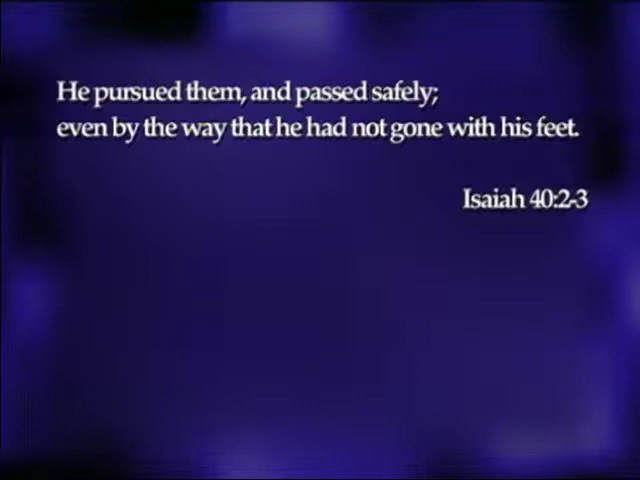 He pursued them, and passed safely;
even by the way that he had not gone with his feet.
Isaiah 40:2-3